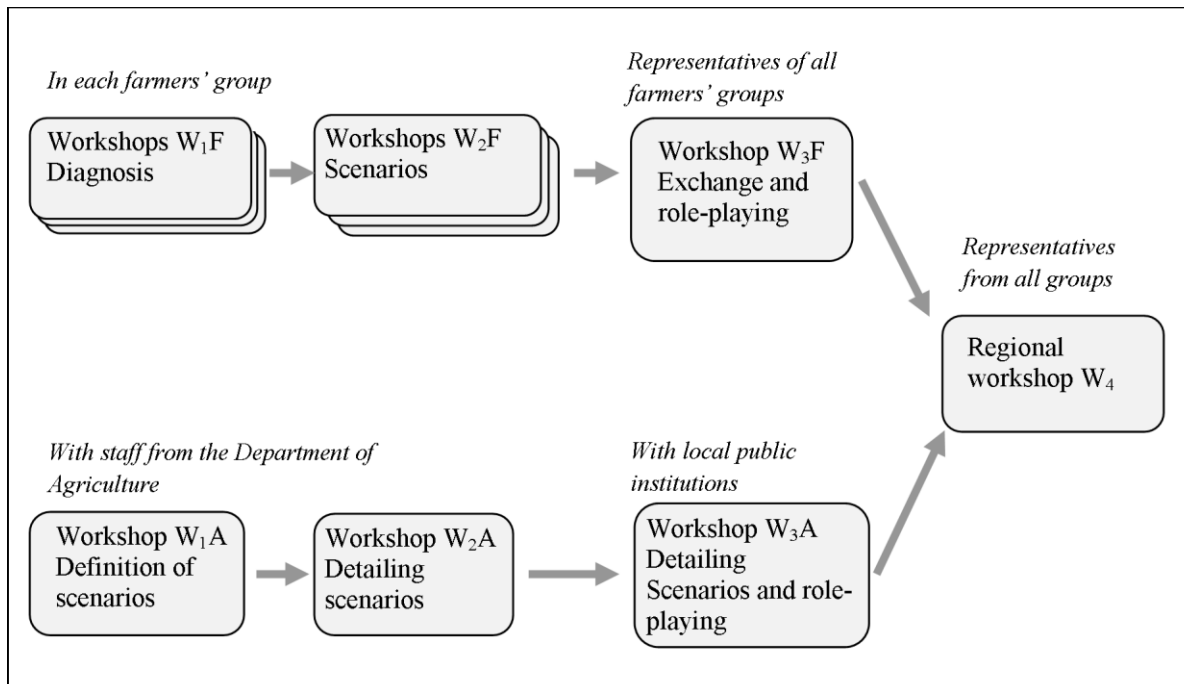 In each farmers' group
Workshops W₁F
Diagnosis
Workshops W₂F
Scenarios
Representatives of all
farmers' groups
Workshop W₃F
Exchange and
role-playing
Representatives
from all groups
Regional
workshop W₄
With staff from the Department of
Agriculture
Workshop W₁A
Definition of
scenarios
Workshop W₂A
Detailing
scenarios
With local public
institutions
Workshop W₃A
Detailing
Scenarios and role-
playing